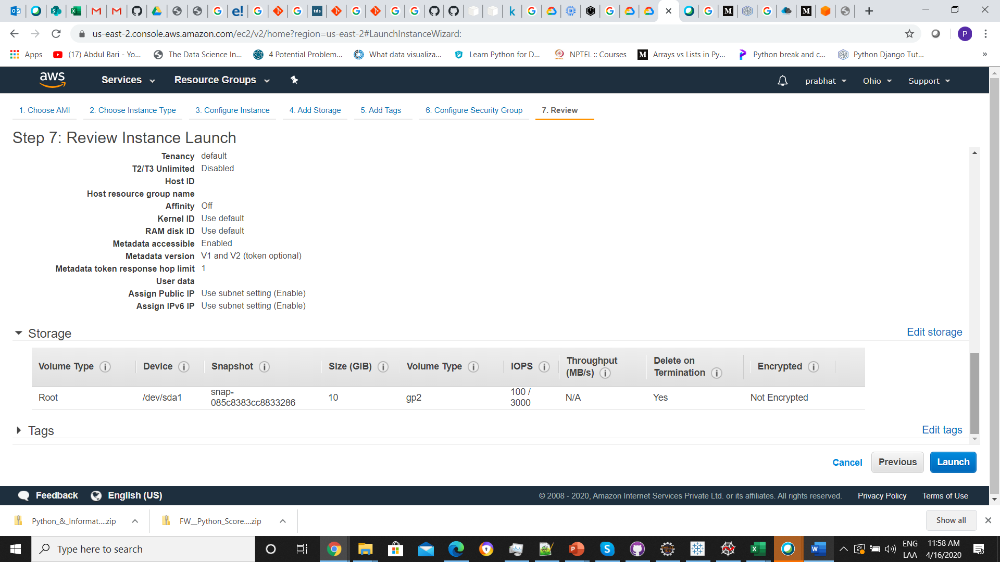 us-east-2.console.aws.amazon.com/ec2/v2/home?region=us-east-2#LaunchInstanceWizard:
P
Apps
(17) Abdul Bari - Yo...
The Data Science In...
4 Potential Problem...
What data visualiza...
Learn Python for D...
NPTEL :: Courses
Arrays vs Lists in Py...
Python break and c...
Python Django Tut...
»
aws
Services
Resource Groups
prabhat
Ohio
Support
1. Choose AMI
2. Choose Instance Type
3. Configure Instance
4. Add Storage
5. Add Tags
6. Configure Security Group
7. Review
Step 7: Review Instance Launch
Tenancy default
T2/T3 Unlimited Disabled
Host ID
Host resource group name
Affinity Off
Kernel ID Use default
RAM disk ID Use default
Metadata accessible Enabled
Metadata version V1 and V2 (token optional)
Metadata token response hop limit 1
User data
Assign Public IP Use subnet setting (Enable)
Assign IPv6 IP Use subnet setting (Enable)
Storage
Edit storage
Volume Type
Device
Snapshot
Size (GiB)
Volume Type
IOPS
Throughput
(MB/s)
Delete on
Termination
Encrypted
Root
/dev/sda1
snap-
085c8383cc8833286
10
gp2
100 /
3000
N/A
Yes
Not Encrypted
Tags
Edit tags
Cancel
Previous
Launch
Feedback
English (US)
© 2008 - 2020, Amazon Internet Services Private Ltd. or its affiliates. All rights reserved.
Privacy Policy
Terms of Use
Python_&_Informat....zip
FW__Python_Score....zip
Show all
Type here to search
ENG
LAA
11:58 AM
4/16/2020